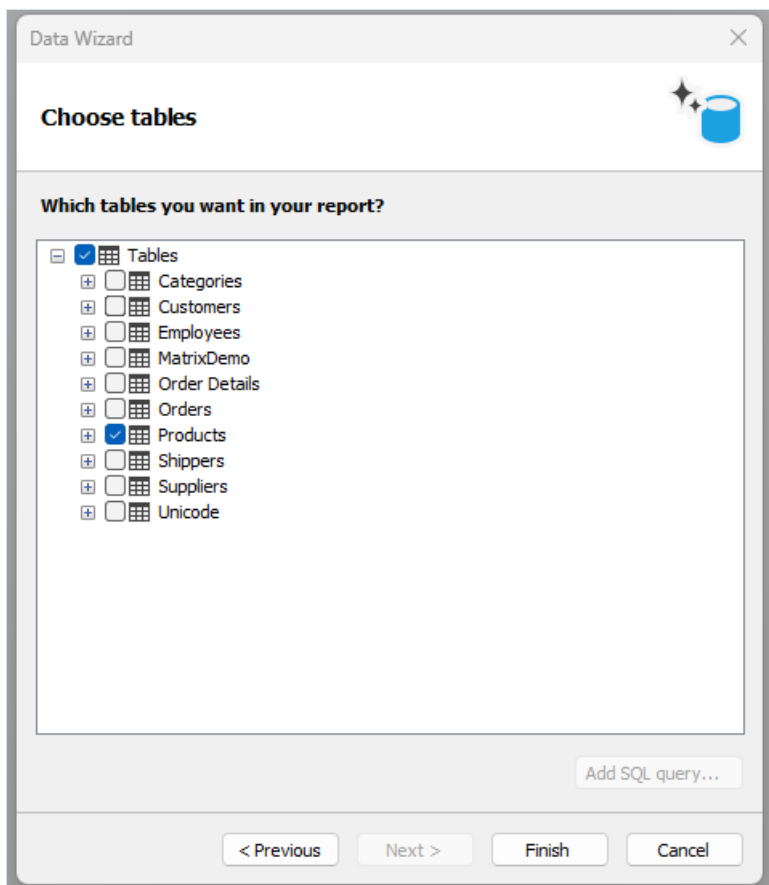 Data Wizard
Choose tables
Which tables you want in your report?
Tables
Categories
Customers
Employees
MatrixDemo
Order Details
Orders
Products
Shippers
Suppliers
Unicode
Add SQL query...
< Previous Next > Finish Cancel